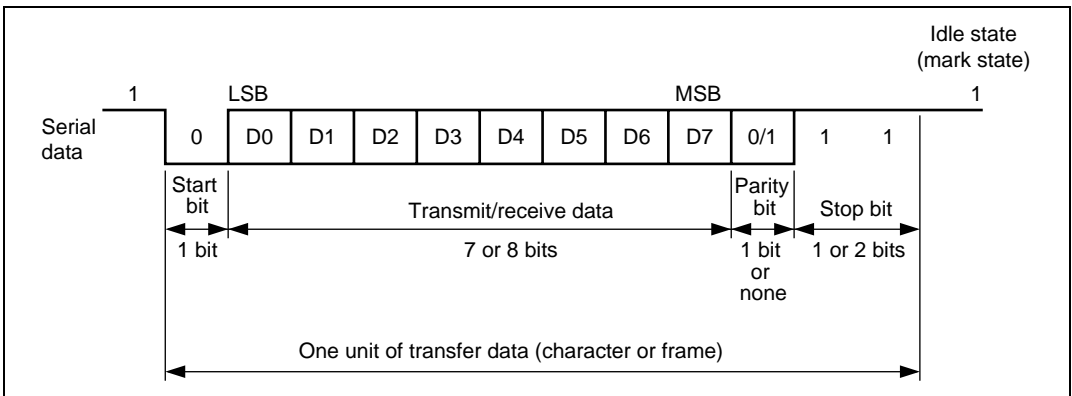 Idle state
(mark state)
1 LSB MSB 1
Serial
data
0 D0 D1 D2 D3 D4 D5 D6 D7 0/1 1 1
Start
bit
Transmit/receive data
Parity
bit
Stop bit
1 bit
7 or 8 bits
1 bit
or
none
1 or 2 bits
One unit of transfer data (character or frame)